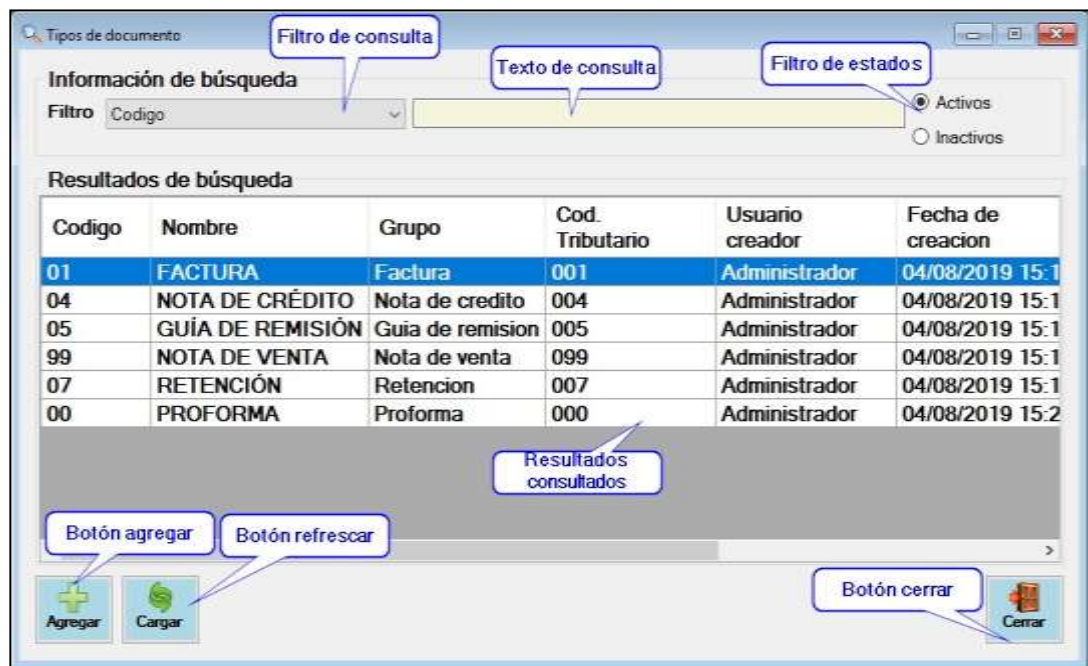 Tipos de documento
Filtro de consulta
Texto de consulta
Filtro de estados
Información de búsqueda
Filtro Codigo
Activos
Inactivos
Resultados de búsqueda
Codigo Nombre Grupo Cod. Tributario Usuario creador Fecha de creacion
01 FACTURA Factura 001 Administrador 04/08/2019 15:1
04 NOTA DE CRÉDITO Nota de credito 004 Administrador 04/08/2019 15:1
05 GUÍA DE REMISIÓN Guia de remision 005 Administrador 04/08/2019 15:1
99 NOTA DE VENTA Nota de venta 099 Administrador 04/08/2019 15:1
07 RETENCIÓN Retencion 007 Administrador 04/08/2019 15:1
00 PROFORMA Proforma 000 Administrador 04/08/2019 15:2
Resultados
consultados
Botón agregar
Botón refrescar
Botón cerrar
Agregar
Cargar
Cerrar